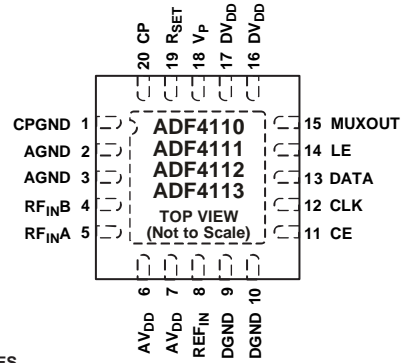 20 CP
19 RSET
18 VP
17 DVDD
16 DVDD
CPGND 1
AGND 2
AGND 3
RFINB 4
RFINA 5
ADF4110
ADF4111
ADF4112
ADF4113
TOP VIEW
(Not to Scale)
15 MUXOUT
14 LE
13 DATA
12 CLK
11 CE
AVDD 6
AVDD 7
REFIN 8
DGND 9
DGND 10